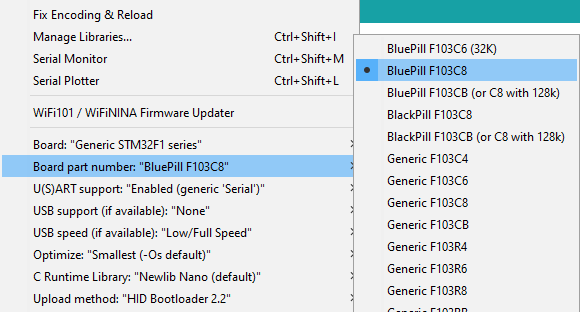 Fix Encoding & Reload
Manage Libraries... Ctrl+Shift+I
Serial Monitor Ctrl+Shift+M
Serial Plotter Ctrl+Shift+L
WiFi101 / WiFiNINA Firmware Updater
Board: "Generic STM32F1 series"
Board part number: "BluePill F103C8"
U(S)ART support: "Enabled (generic 'Serial')"
USB support (if available): "None"
USB speed (if available): "Low/Full Speed"
Optimize: "Smallest (-Os default)"
C Runtime Library: "Newlib Nano (default)"
Upload method: "HID Bootloader 2.2"
BluePill F103C6 (32K)
BluePill F103C8
BluePill F103CB (or C8 with 128k)
BlackPill F103C8
BlackPill F103CB (or C8 with 128k)
Generic F103C4
Generic F103C6
Generic F103C8
Generic F103CB
Generic F103R4
Generic F103R6
Generic F103R8